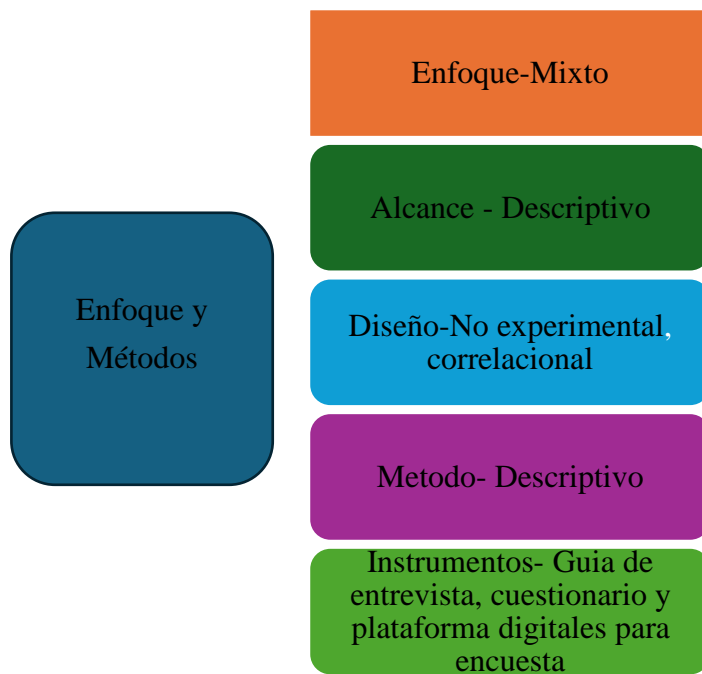 Enfoque y
Métodos
Enfoque-Mixto
Alcance - Descriptivo
Diseño-No experimental,
correlacional
Metodo- Descriptivo
Instrumentos- Guia de
entrevista, cuestionario y
plataforma digitales para
encuesta